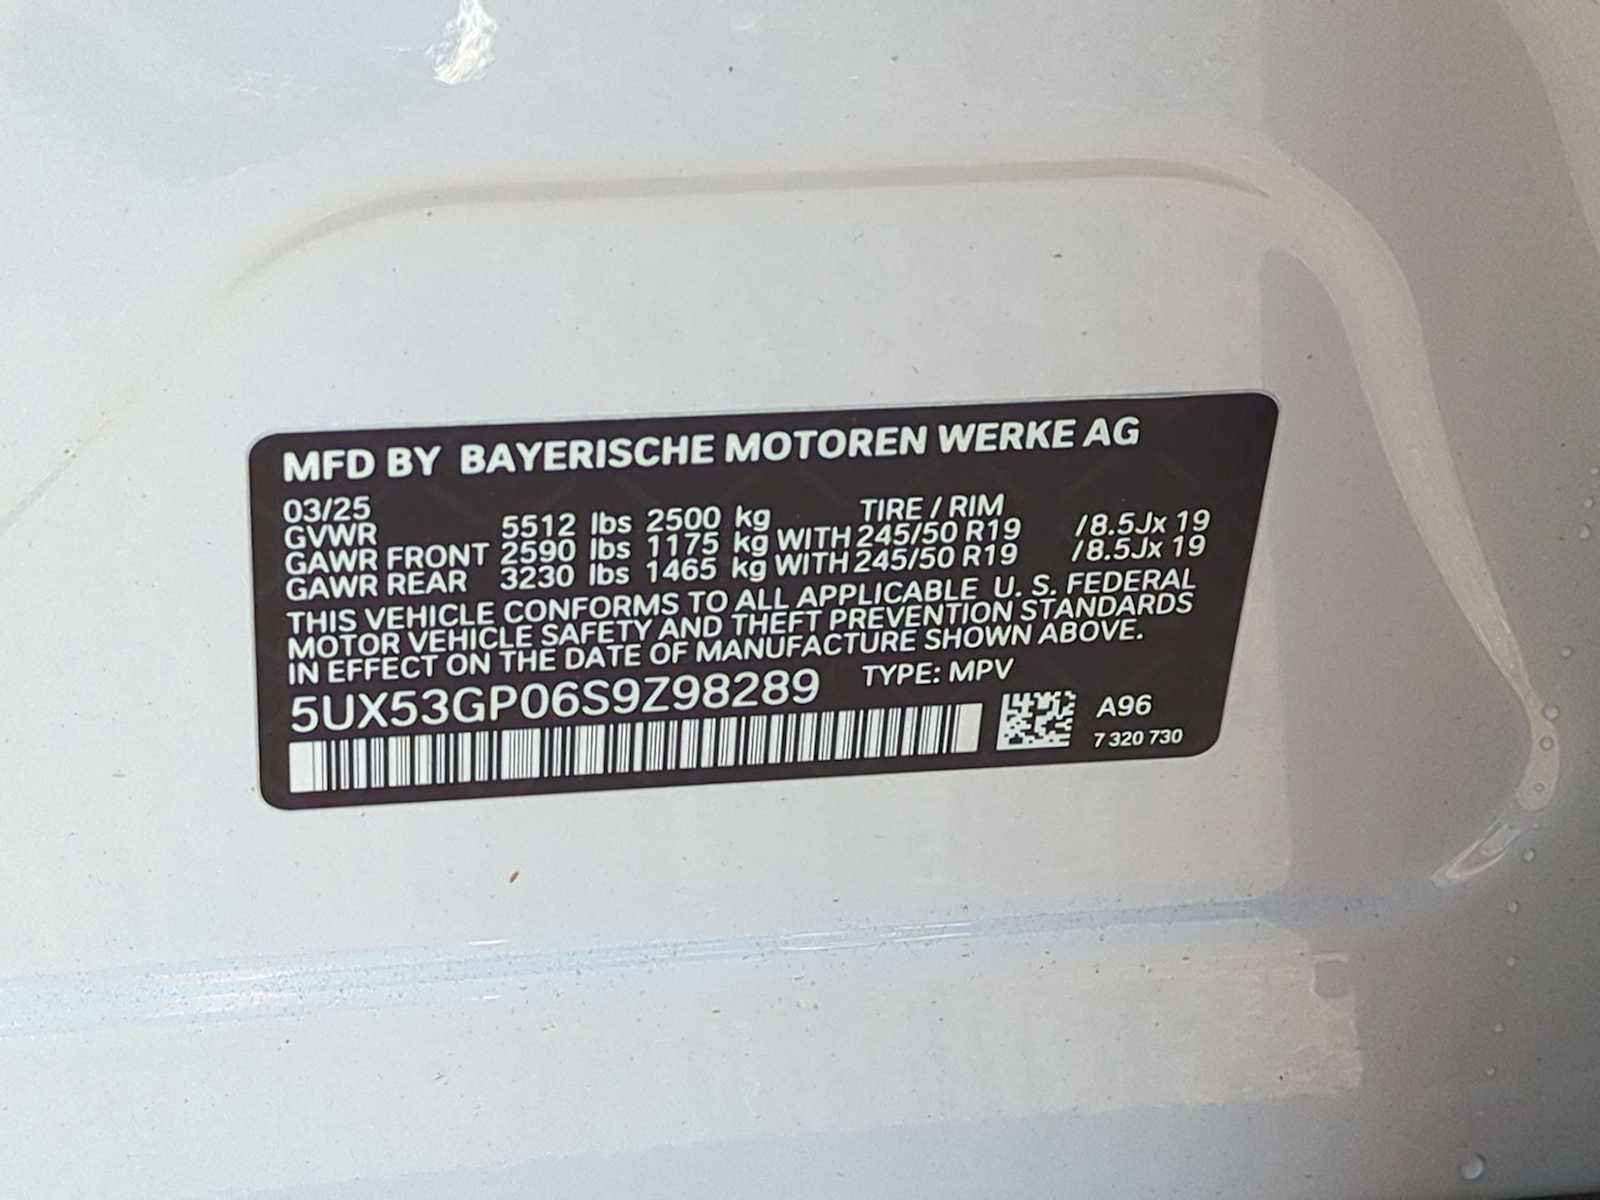 MFD BY BAYERISCHE MOTOREN WERKE AG
03/25 TIRE / RIM
GVWR 5512 lbs 2500 kg
GAWR FRONT 2590 lbs 1175 kg WITH 245/50 R19 /8.5Jx 19
GAWR REAR 3230 lbs 1465 kg WITH 245/50 R19 /8.5Jx 19
THIS VEHICLE CONFORMS TO ALL APPLICABLE U. S. FEDERAL
MOTOR VEHICLE SAFETY AND THEFT PREVENTION STANDARDS
IN EFFECT ON THE DATE OF MANUFACTURE SHOWN ABOVE.
5UX53GP06S9Z98289 TYPE: MPV
A96
7 320 730